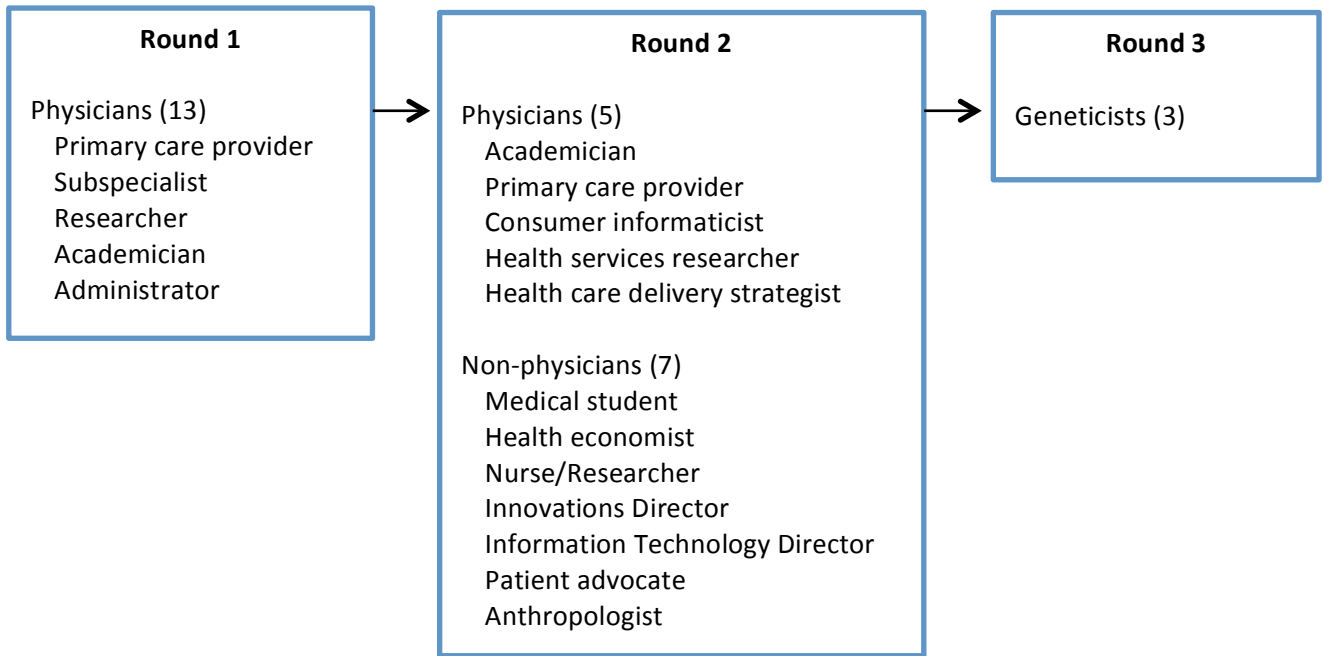 Round 1
Physicians (13)
Primary care provider
Subspecialist
Researcher
Academician
Administrator
Round 2
Physicians (5)
Academician
Primary care provider
Consumer informaticist
Health services researcher
Health care delivery strategist
Non-physicians (7)
Medical student
Health economist
Nurse/Researcher
Innovations Director
Information Technology Director
Patient advocate
Anthropologist
Round 3
Geneticists (3)